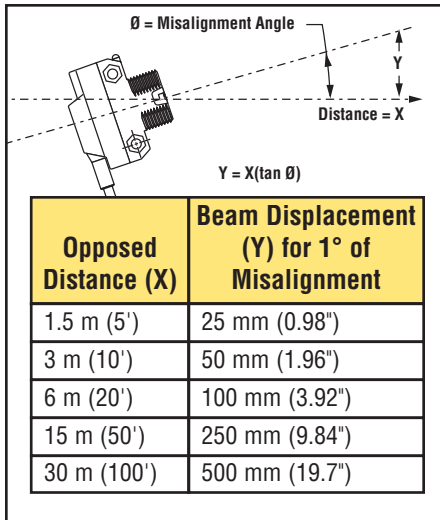 Ø = Misalignment Angle
Y
Distance = X
Y = X(tan Ø)
Opposed
Distance (X)
Beam Displacement
(Y) for 1° of
Misalignment
1.5 m (5') 25 mm (0.98")
3 m (10') 50 mm (1.96")
6 m (20') 100 mm (3.92")
15 m (50') 250 mm (9.84")
30 m (100') 500 mm (19.7")